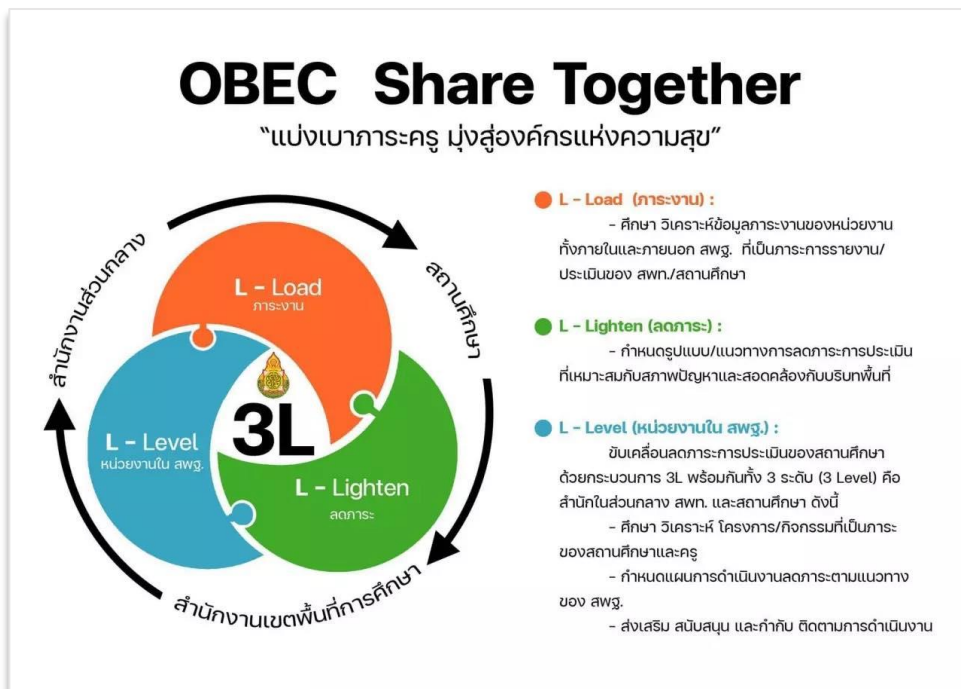 OBEC Share Together
“แบ่งเบาภาระครู มุ่งสู่องค์กรแห่งความสุข”
สำนักงานส่วนกลาง
สถานศึกษา
สำนักงานเขตพื้นที่การศึกษา
L - Load
ภาระงาน
L - Level
หน่วยงานใน สพฐ.
3L
L - Lighten
ลดภาระ
L - Load (ภาระงาน) :
- ศึกษา วิเคราะห์ข้อมูลภาระงานของหน่วยงาน
ทั้งภายในและภายนอก สพฐ. ที่เป็นภาระการรายงาน/
ประเมินของ สพท./สถานศึกษา
L - Lighten (ลดภาระ) :
- กำหนดรูปแบบ/แนวทางการลดภาระการประเมิน
ที่เหมาะสมกับสภาพปัญหาและสอดคล้องกับบริบทพื้นที่
L - Level (หน่วยงานใน สพฐ.) :
ขับเคลื่อนลดภาระการประเมินของสถานศึกษา
ด้วยกระบวนการ 3L พร้อมกันทั้ง 3 ระดับ (3 Level) คือ
สำนักในส่วนกลาง สพท. และสถานศึกษา ดังนี้
- ศึกษา วิเคราะห์ โครงการ/กิจกรรมที่เป็นภาระ
ของสถานศึกษาและครู
- กำหนดแผนการดำเนินงานลดภาระตามแนวทาง
ของ สพฐ.
- ส่งเสริม สนับสนุน และกำกับ ติดตามการดำเนินงาน